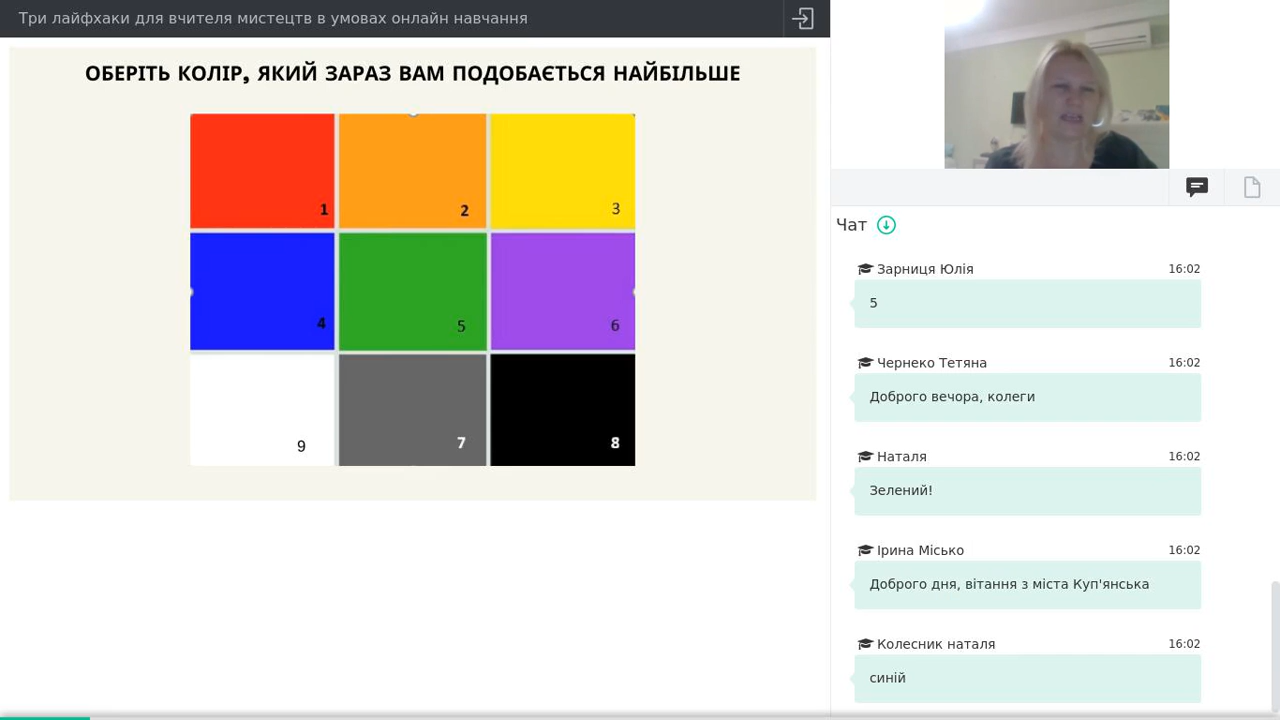 Три лайфхаки для вчителя мистецтв в умовах онлайн навчання
ОБЕРІТЬ КОЛІР, ЯКИЙ ЗАРАЗ ВАМ ПОДОБАЄТЬСЯ НАЙБІЛЬШЕ
1
2
3
4
5
6
9
7
8
Чат
Зарниця Юлія 16:02
5
Чернеко Тетяна 16:02
Доброго вечора, колеги
Наталя 16:02
Зелений!
Ірина Місько 16:02
Доброго дня, вітання з міста Куп'янська
Колесник наталя 16:02
синій